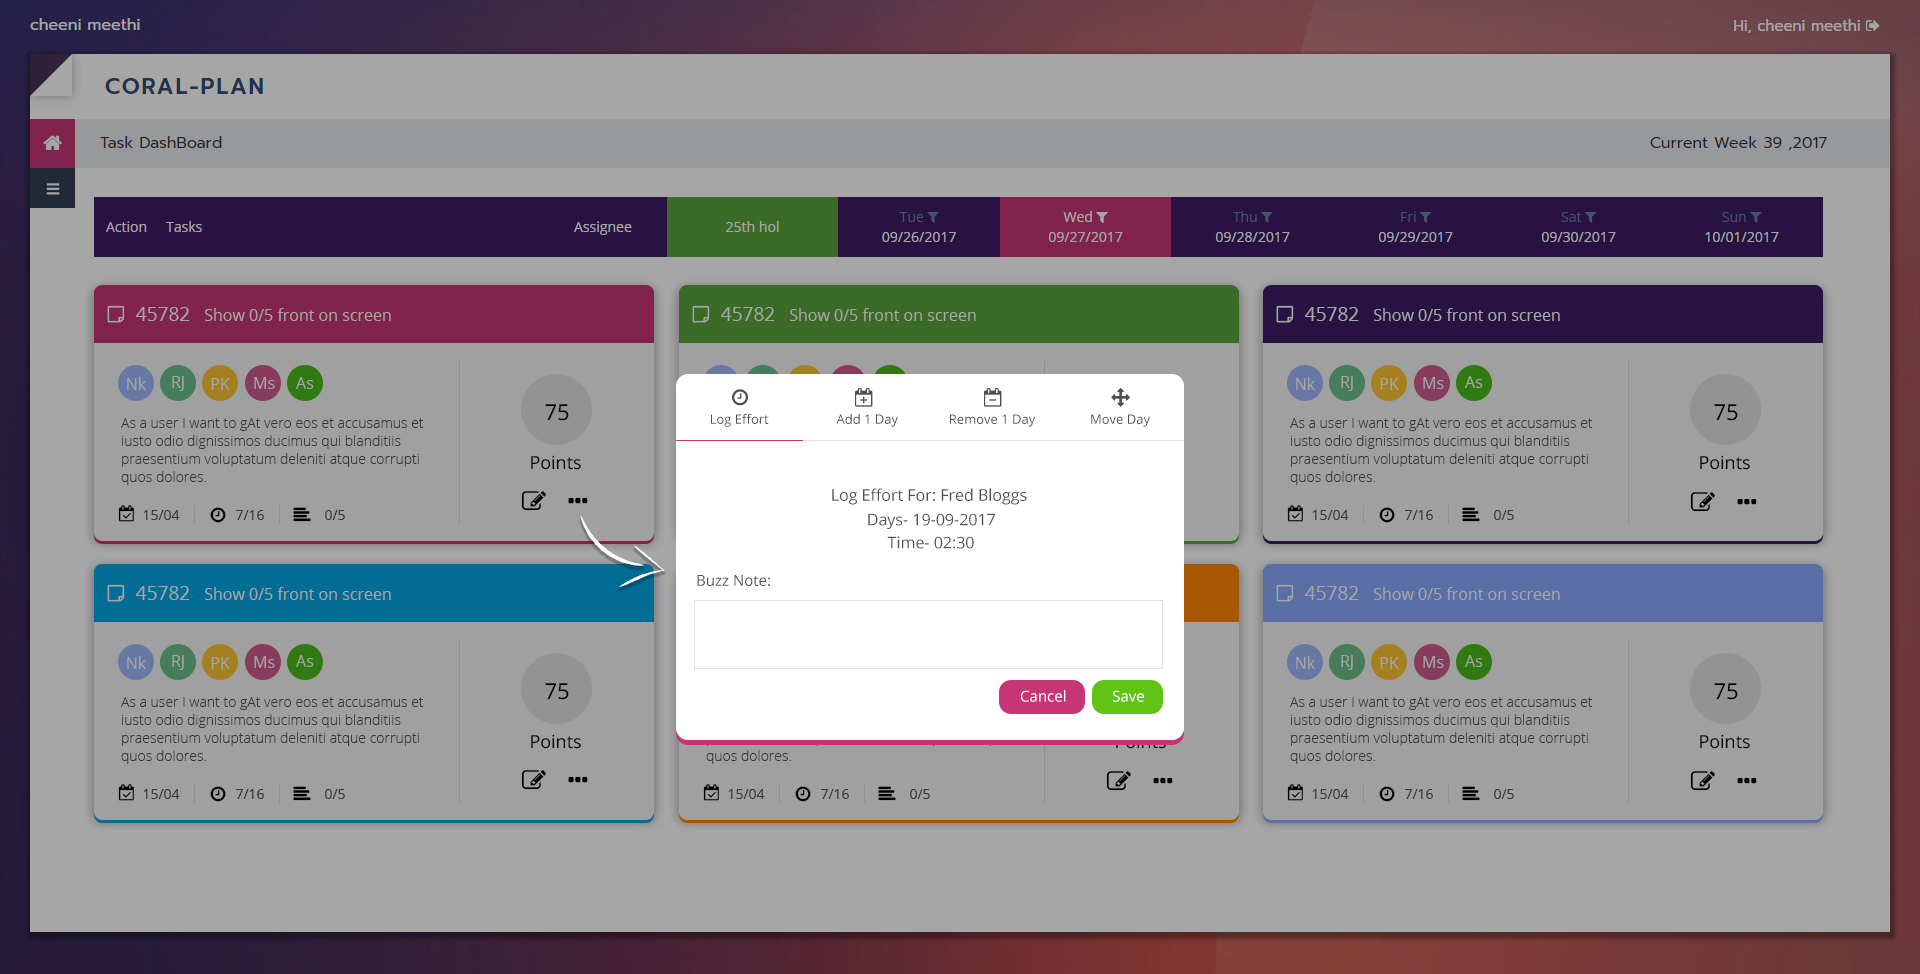 cheeni meethi
Hi, cheeni meethi
CORAL-PLAN
Task DashBoard
Current Week 39 ,2017
Action Tasks Assignee
25th hol
Tue
09/26/2017
Wed
09/27/2017
Thu
09/28/2017
Fri
09/29/2017
Sat
09/30/2017
Sun
10/01/2017
45782 Show 0/5 front on screen
Nk RJ PK Ms As
As a user I want to gAt vero eos et accusamus et
iusto odio dignissimos ducimus qui blanditiis
praesentium voluptatum deleniti atque corrupti
quos dolores.
15/04 7/16 0/5
75
Points
45782 Show 0/5 front on screen
45782 Show 0/5 front on screen
Nk RJ PK Ms As
As a user I want to gAt vero eos et accusamus et
iusto odio dignissimos ducimus qui blanditiis
praesentium voluptatum deleniti atque corrupti
quos dolores.
15/04 7/16 0/5
75
Points
Log Effort
Add 1 Day
Remove 1 Day
Move Day
Log Effort For: Fred Bloggs
Days- 19-09-2017
Time- 02:30
Buzz Note:
Cancel
Save
45782 Show 0/5 front on screen
Nk RJ PK Ms As
As a user I want to gAt vero eos et accusamus et
iusto odio dignissimos ducimus qui blanditiis
praesentium voluptatum deleniti atque corrupti
quos dolores.
15/04 7/16 0/5
75
Points
quos dolores.
15/04 7/16 0/5
Points
45782 Show 0/5 front on screen
Nk RJ PK Ms As
As a user I want to gAt vero eos et accusamus et
iusto odio dignissimos ducimus qui blanditiis
praesentium voluptatum deleniti atque corrupti
quos dolores.
15/04 7/16 0/5
75
Points